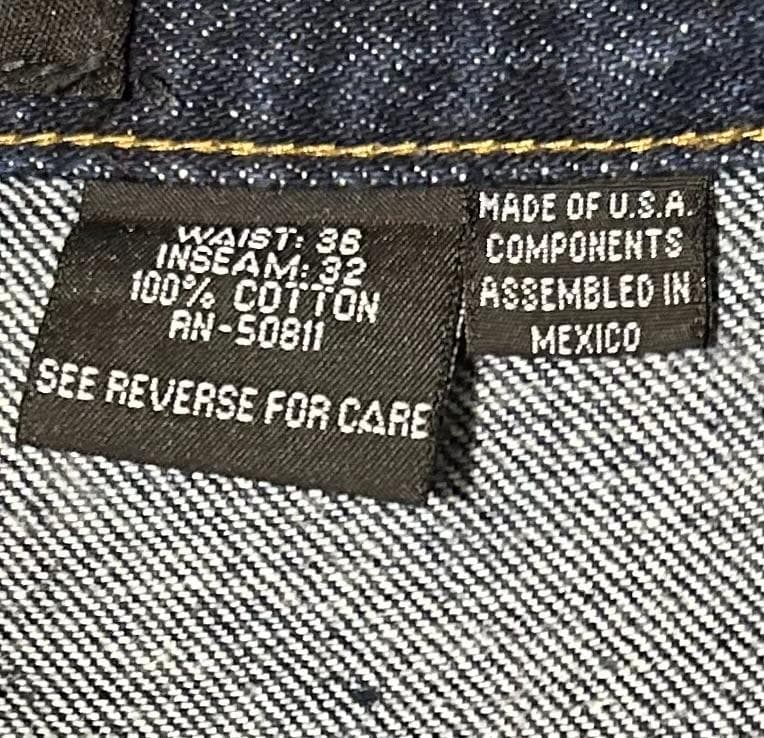 WAIST: 36
INSEAM: 32
100% COTTON
RN-50811
SEE REVERSE FOR CARE
MADE OF U.S.A.
COMPONENTS
ASSEMBLED IN
MEXICO